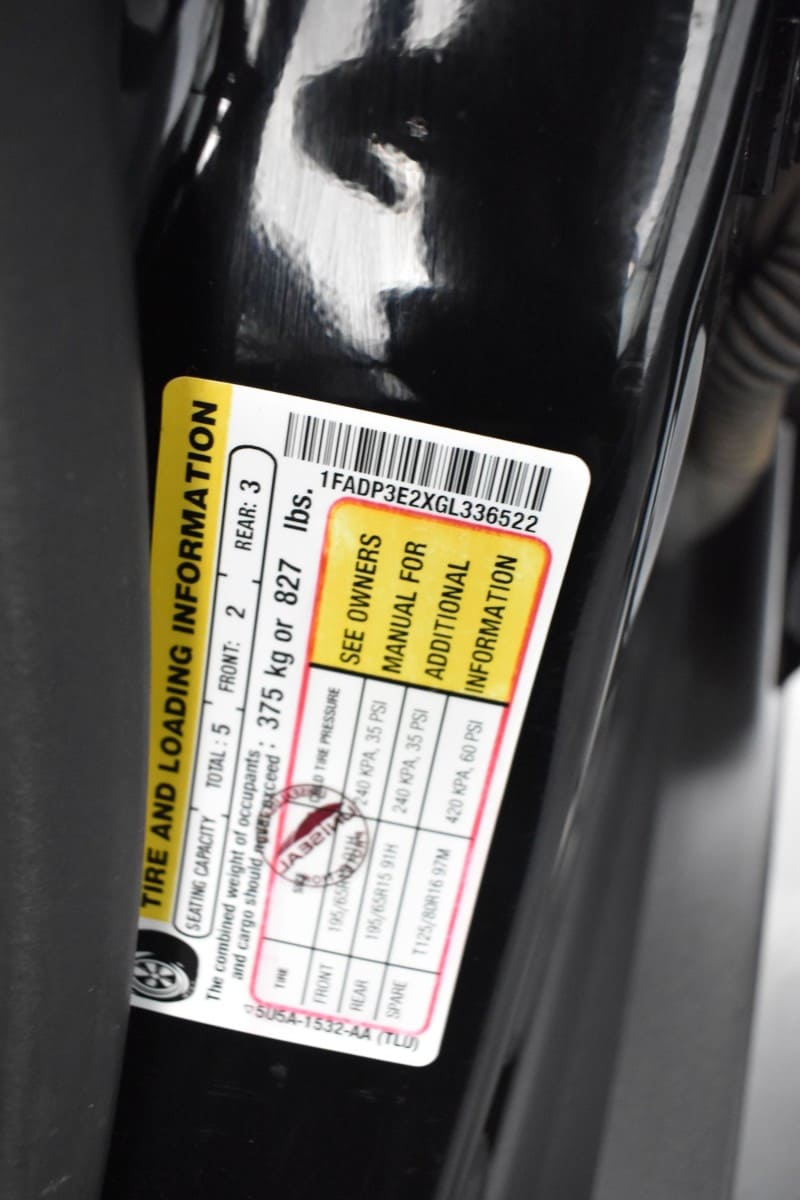 TIRE AND LOADING INFORMATION
SEATING CAPACITY TOTAL: 5 FRONT: 2 REAR: 3
The combined weight of occupants
and cargo should never exceed: 375 kg or 827 lbs.
TIRE COLD TIRE PRESSURE
FRONT 240 KPA, 35 PSI
REAR 195/65R15 91H 240 KPA, 35 PSI
SPARE T125/80R16 97M 420 KPA, 60 PSI
SEE OWNERS
MANUAL FOR
ADDITIONAL
INFORMATION
1FADP3E2XGL336522
5U5A-1532-AA (TLU)